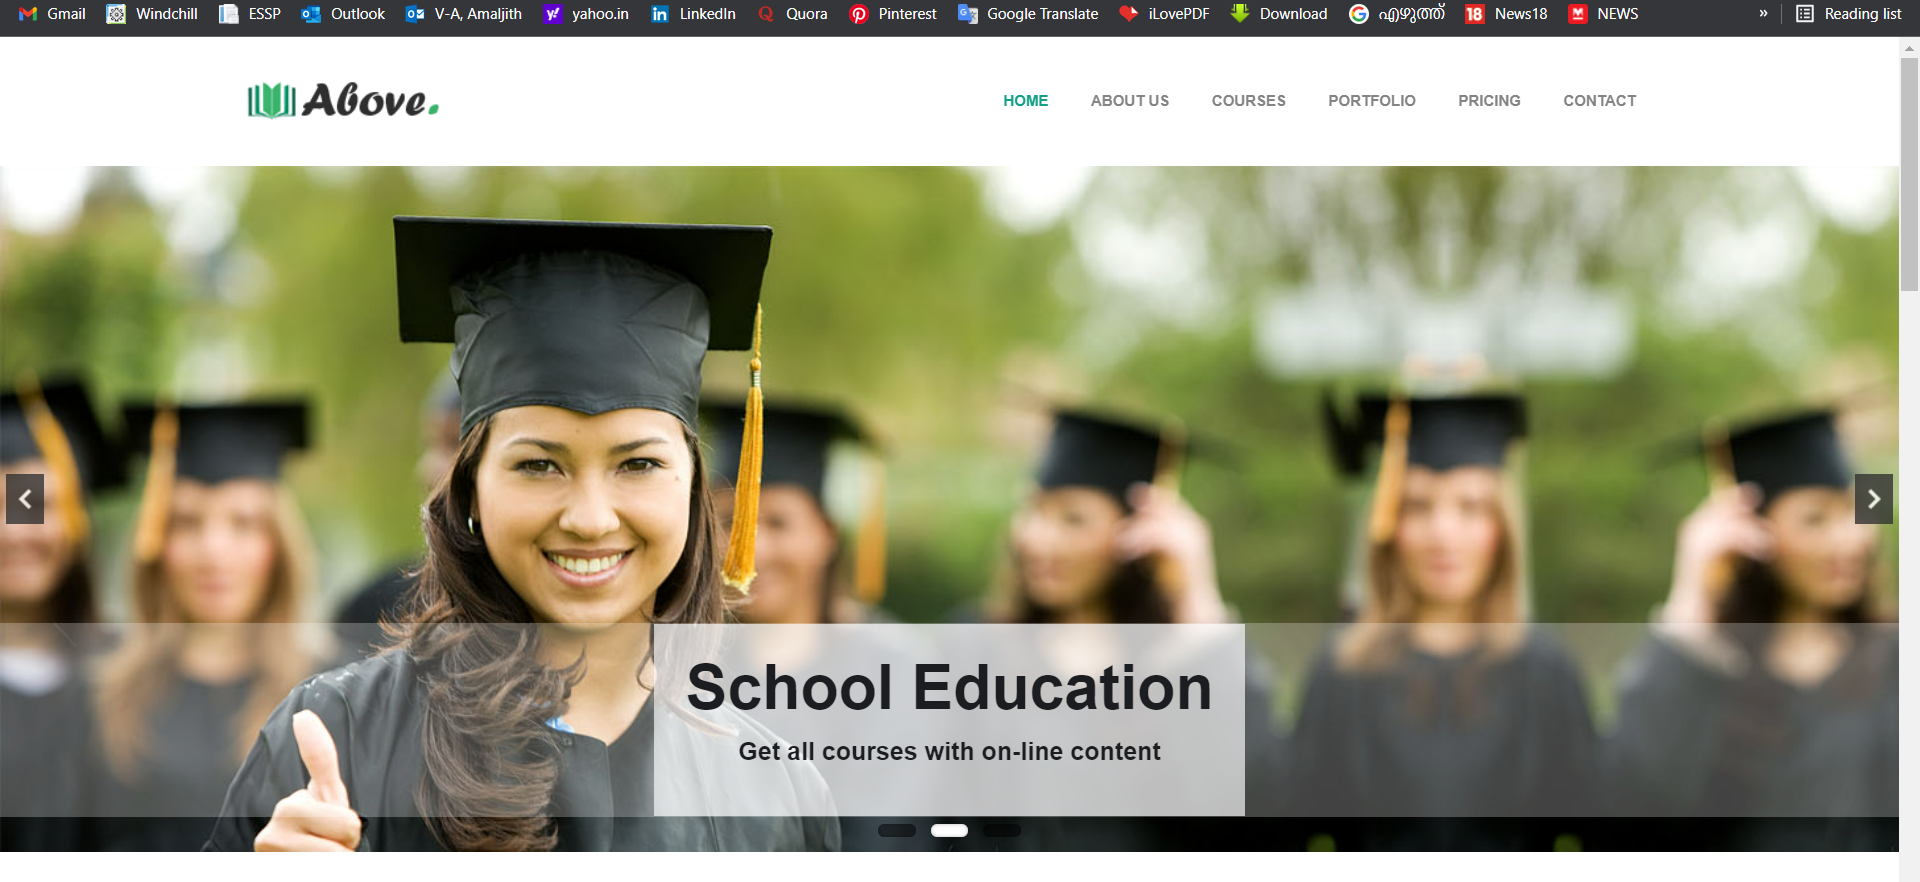 Gmail Windchill ESSP Outlook V-A, Amaljith yahoo.in LinkedIn Quora Pinterest Google Translate iLovePDF Download എഴുത്ത് News18 NEWS » Reading list
Above.
HOME ABOUT US COURSES PORTFOLIO PRICING CONTACT
School Education
Get all courses with on-line content